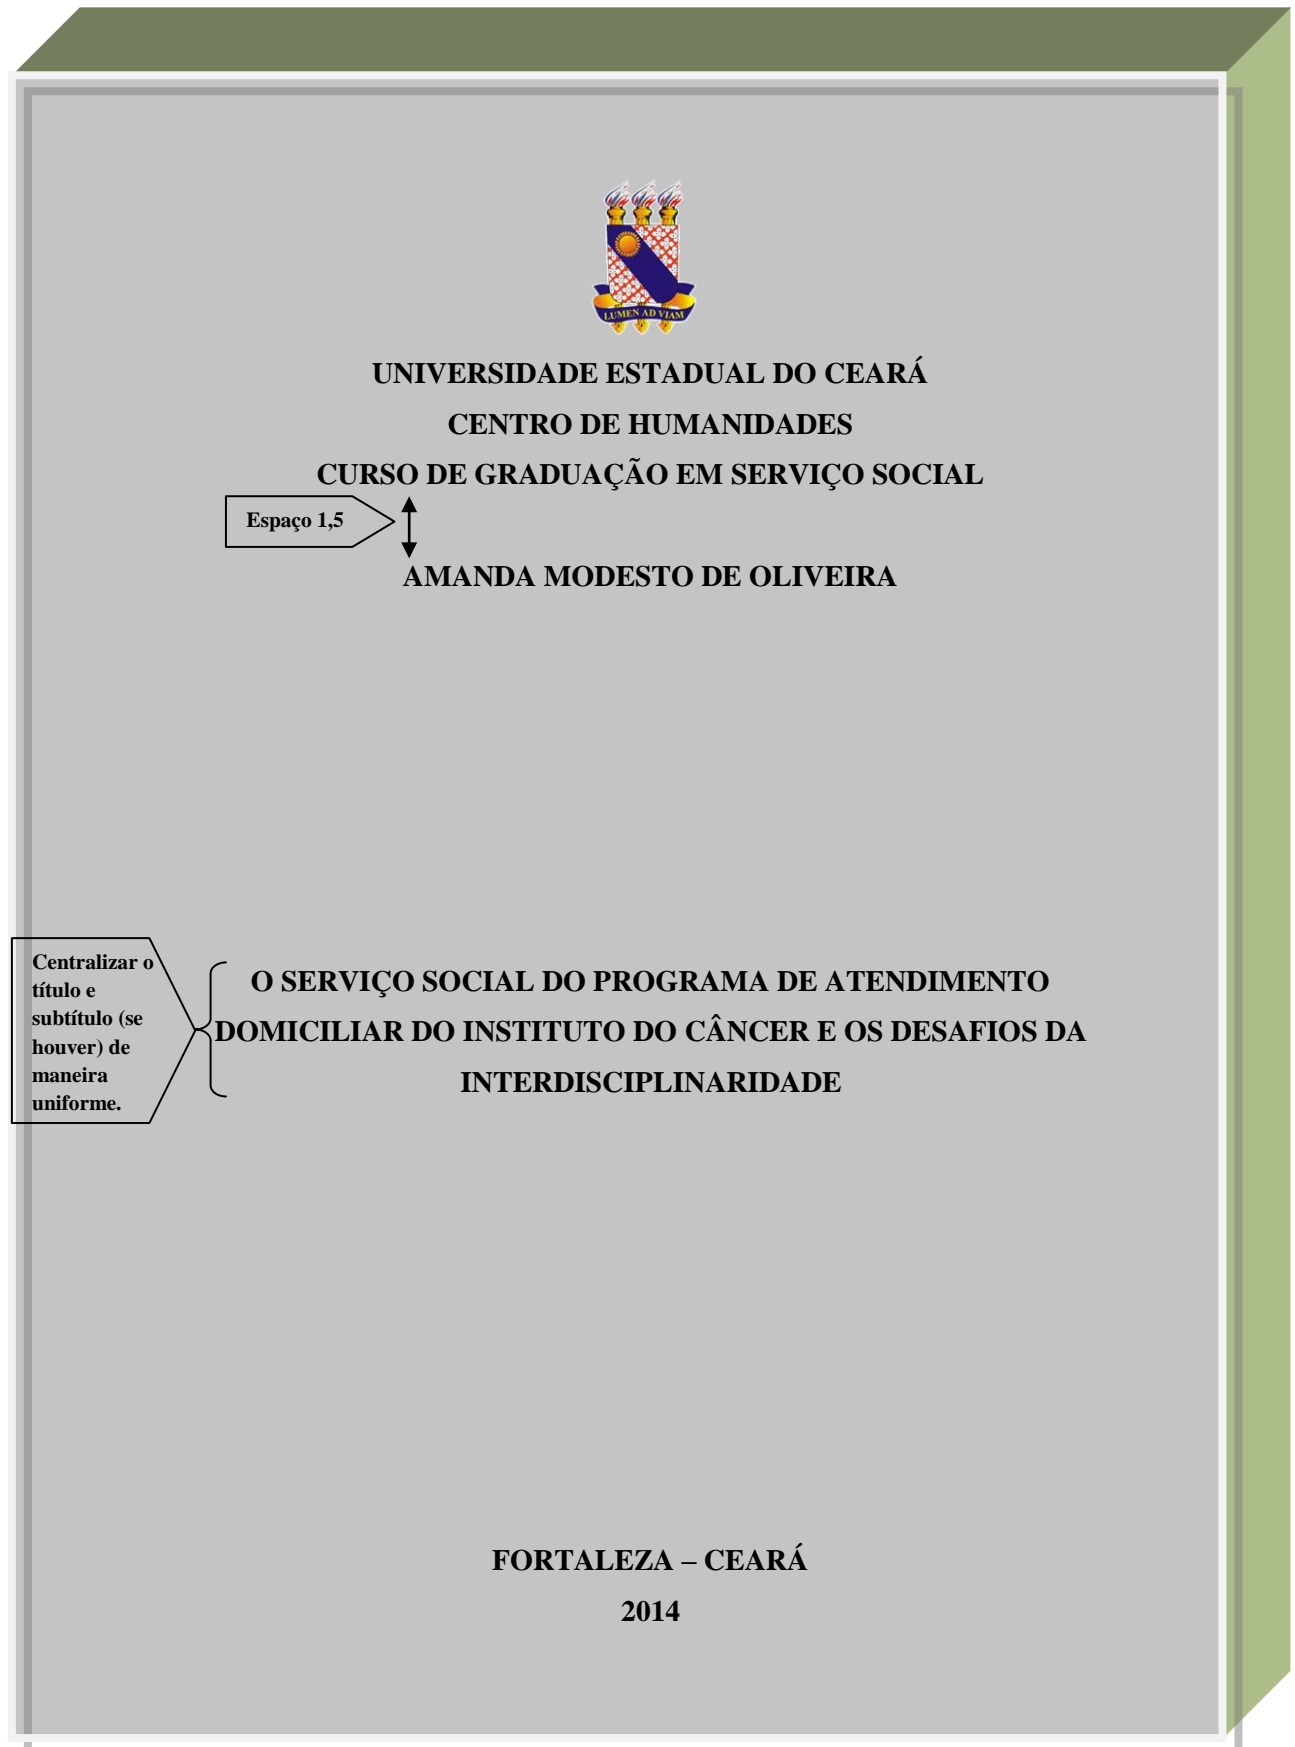 LUMEN AD VIAM
UNIVERSIDADE ESTADUAL DO CEARÁ
CENTRO DE HUMANIDADES
CURSO DE GRADUAÇÃO EM SERVIÇO SOCIAL
Espaço 1,5
AMANDA MODESTO DE OLIVEIRA
Centralizar o
título e
subtítulo (se
houver) de
maneira
uniforme.
O SERVIÇO SOCIAL DO PROGRAMA DE ATENDIMENTO
DOMICILIAR DO INSTITUTO DO CÂNCER E OS DESAFIOS DA
INTERDISCIPLINARIDADE
FORTALEZA – CEARÁ
2014